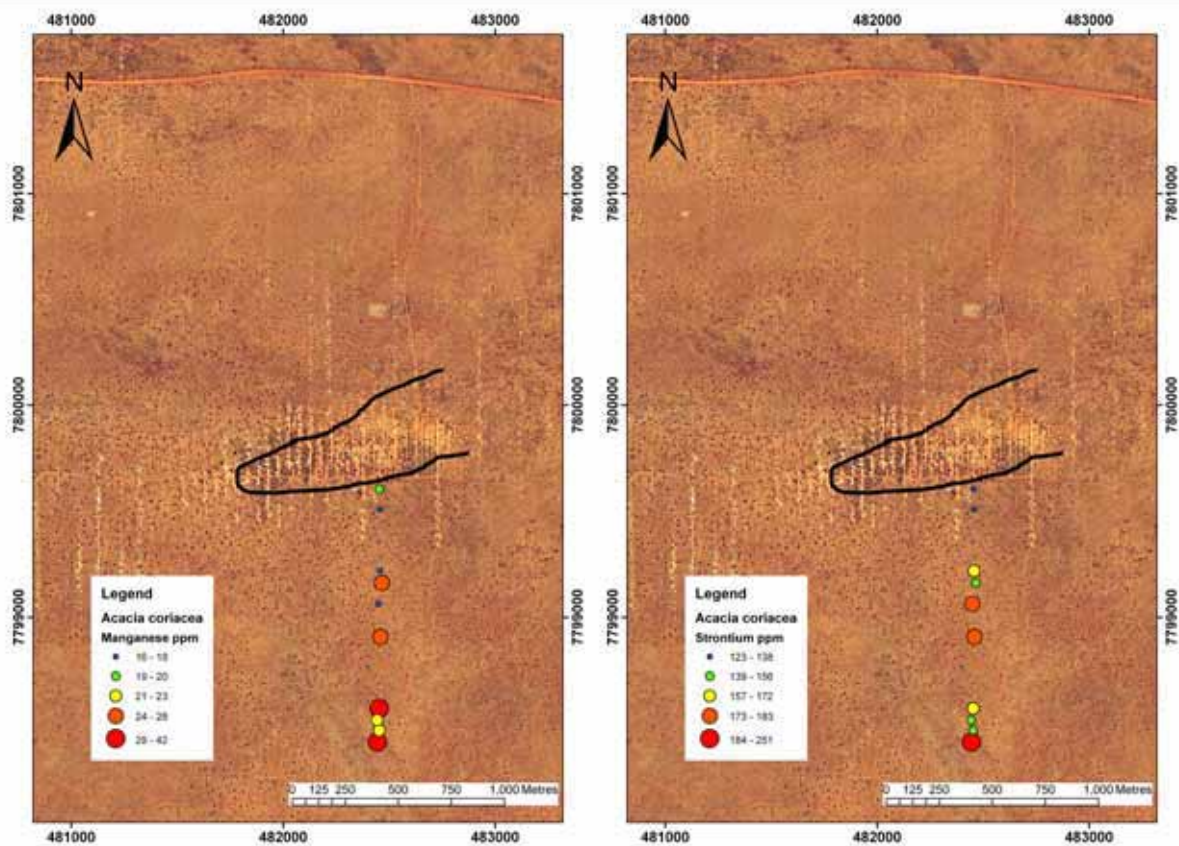 481000 482000 483000
N
7801000 7801000
7800000 7800000
7799000 7799000
Legend
Acacia coriacea
Manganese ppm
16 - 18
19 - 20
21 - 23
24 - 28
29 - 42
0 125 250 500 750 1,000 Metres
481000 482000 483000
481000 482000 483000
N
7801000 7801000
7800000 7800000
7799000 7799000
Legend
Acacia coriacea
Strontium ppm
123 - 138
139 - 156
157 - 172
173 - 183
184 - 251
0 125 250 500 750 1,000 Metres
481000 482000 483000